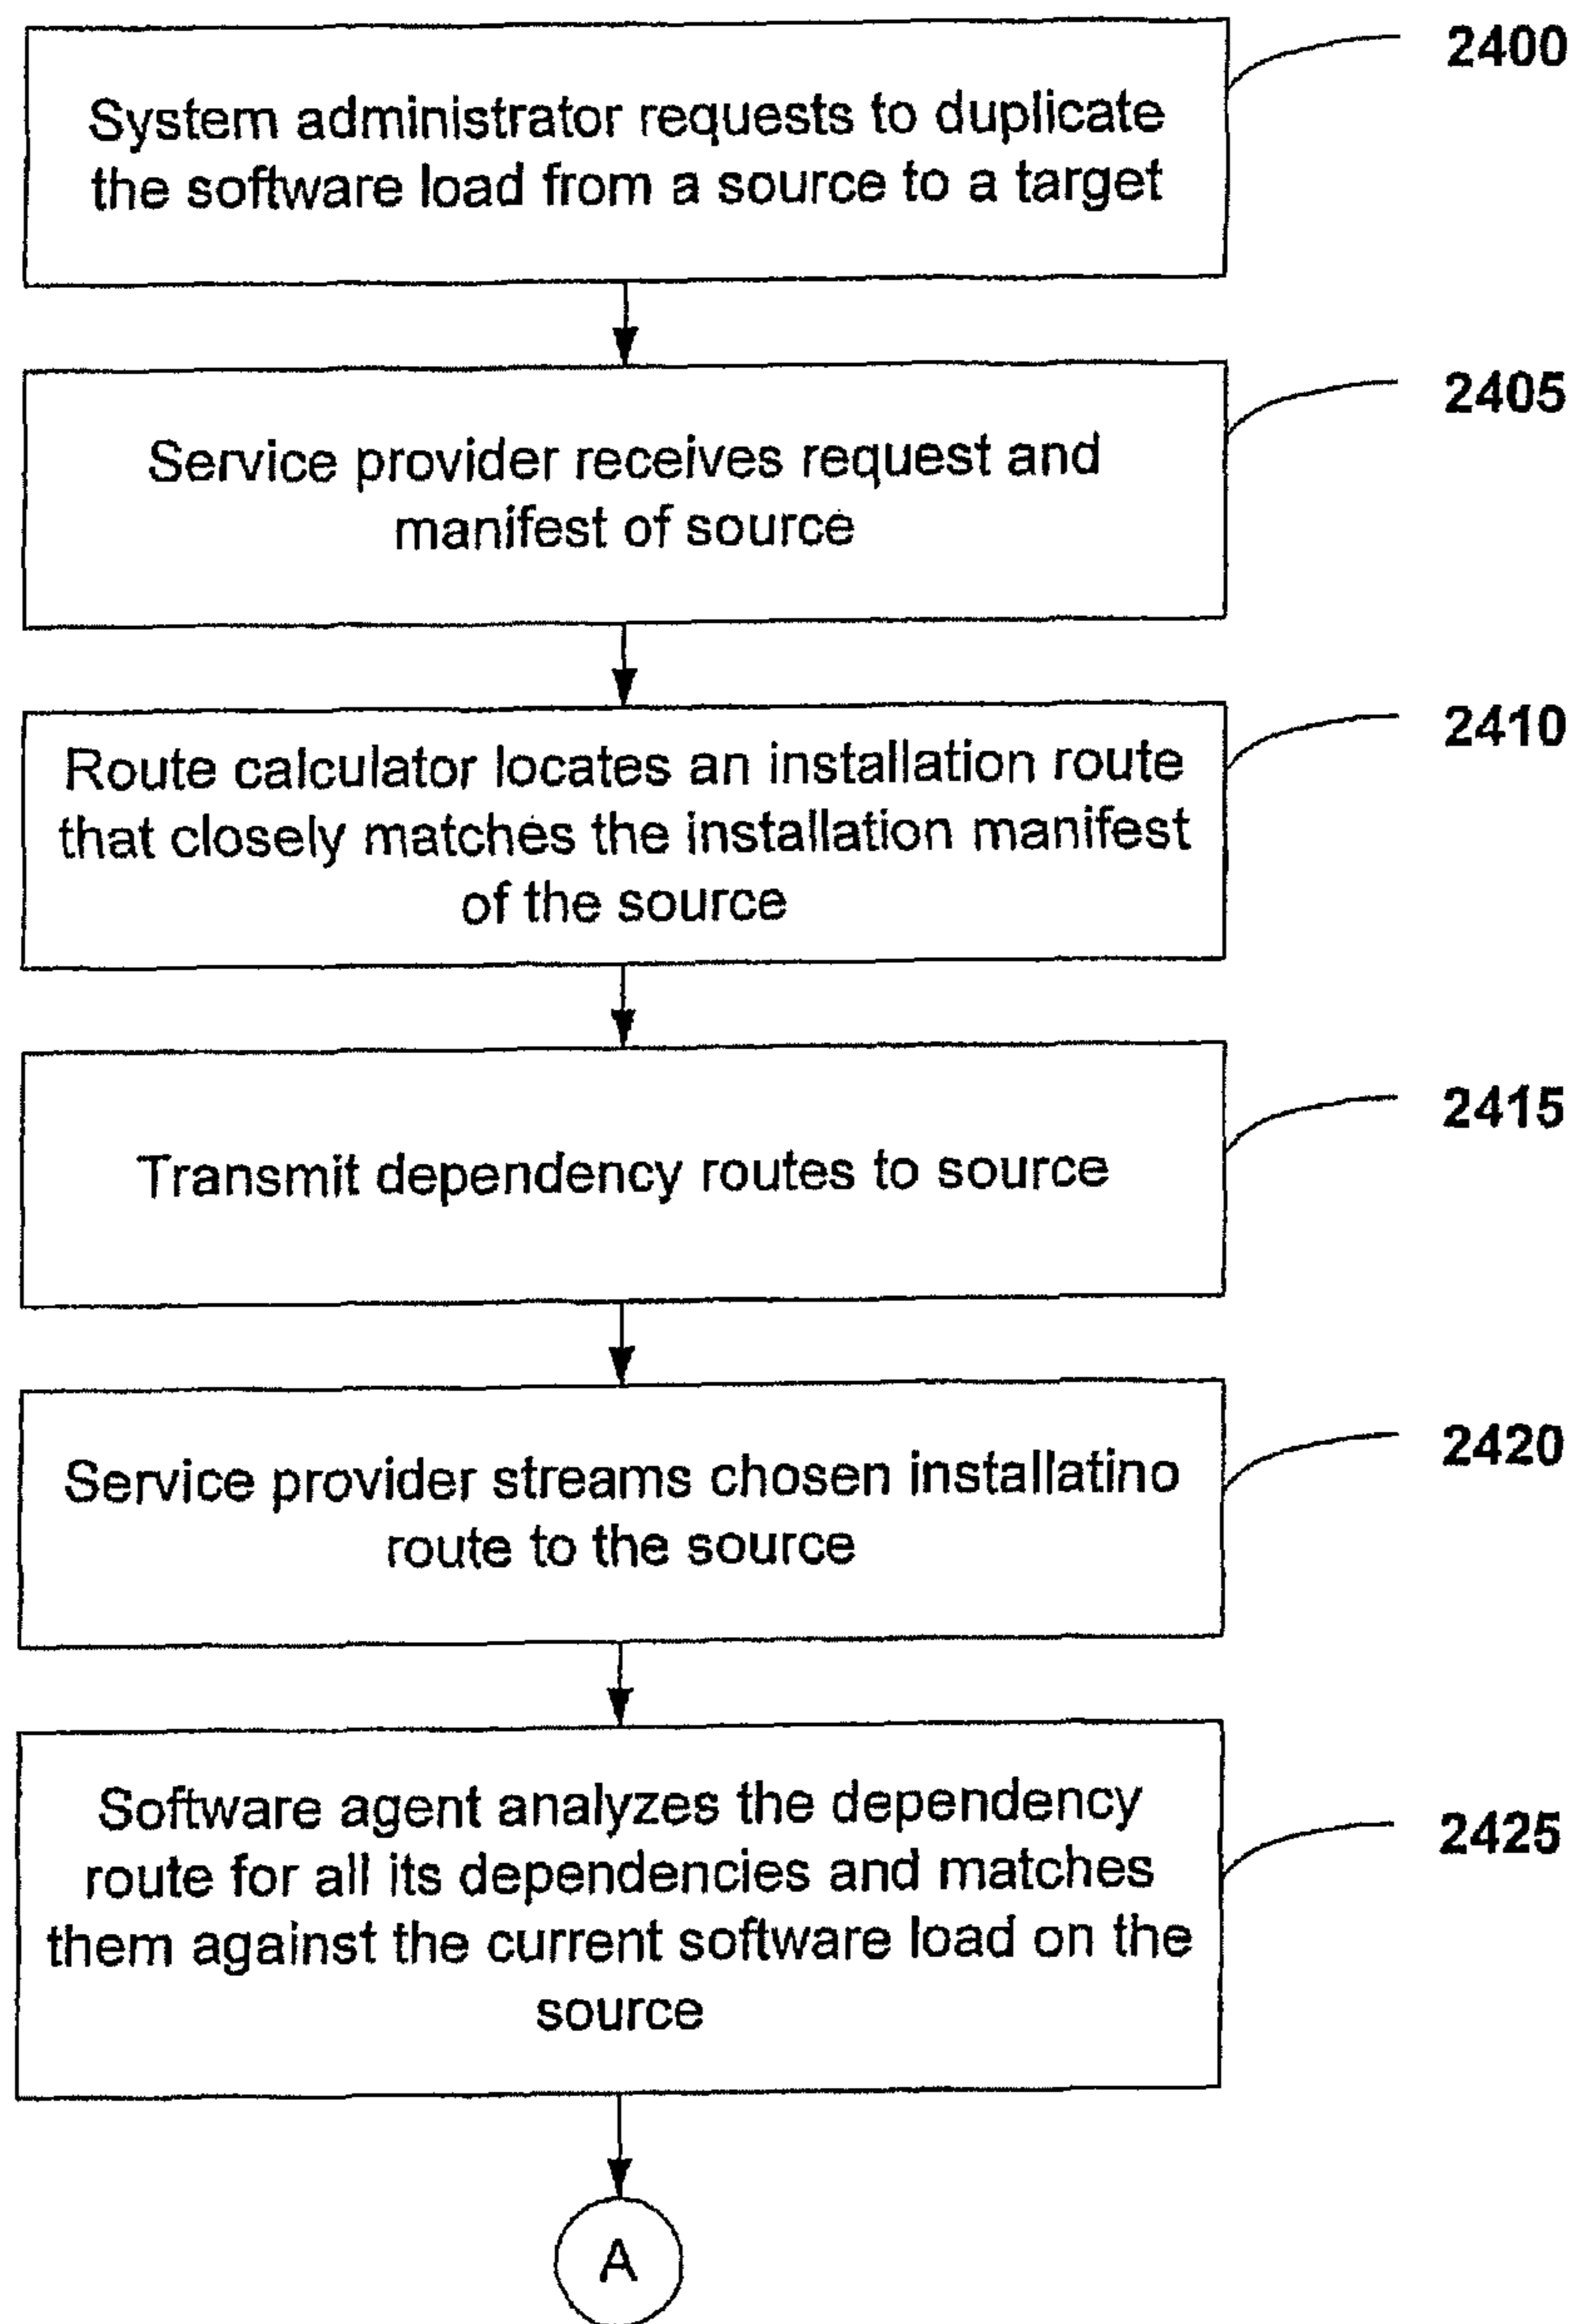 2400
System administrator requests to duplicate
the software load from a source to a target
2405
Service provider receives request and
manifest of source
2410
Route calculator locates an installation route
that closely matches the installation manifest
of the source
2415
Transmit dependency routes to source
2420
Service provider streams chosen installatino
route to the source
2425
Software agent analyzes the dependency
route for all its dependencies and matches
them against the current software load on the
source
A